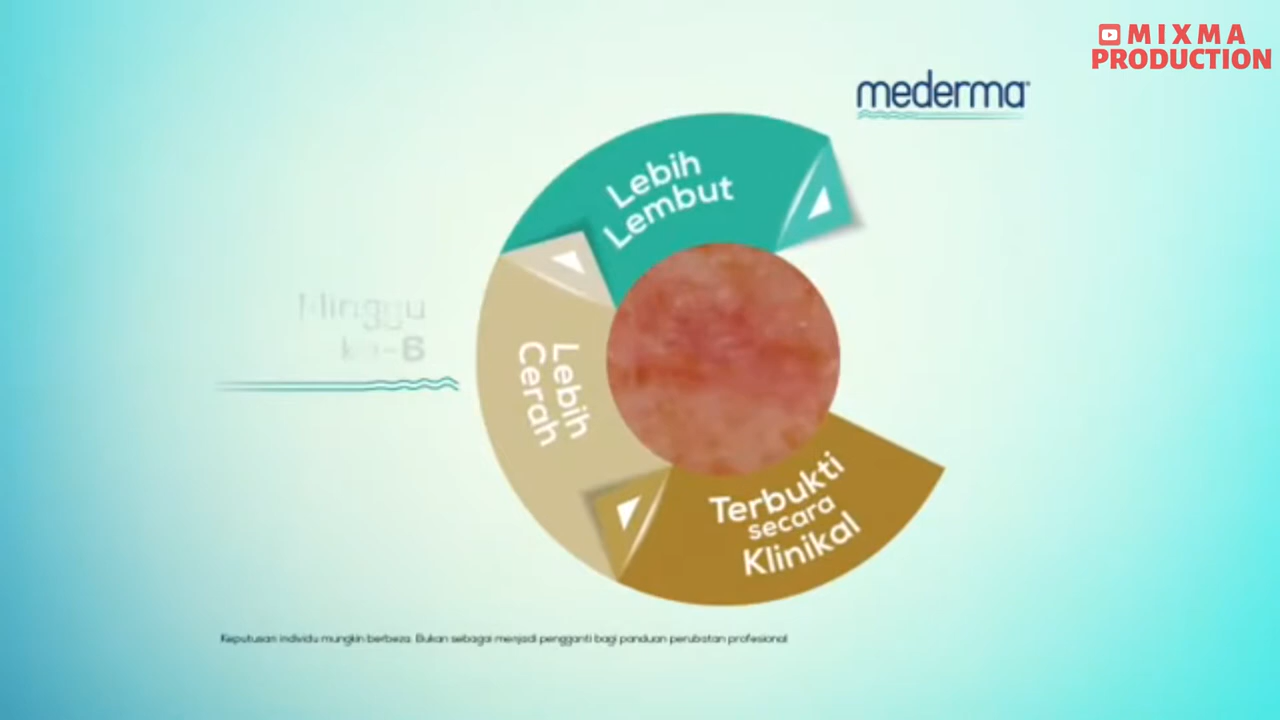 MIXMA
PRODUCTION
mederma
Lebih
Lembut
Minggu
ke-6
Lebih
Cerah
Terbukti
secara
Klinikal
Keputusan individu mungkin berbeza. Bukan sebagai menjadi pengganti bagi panduan perubatan profesional